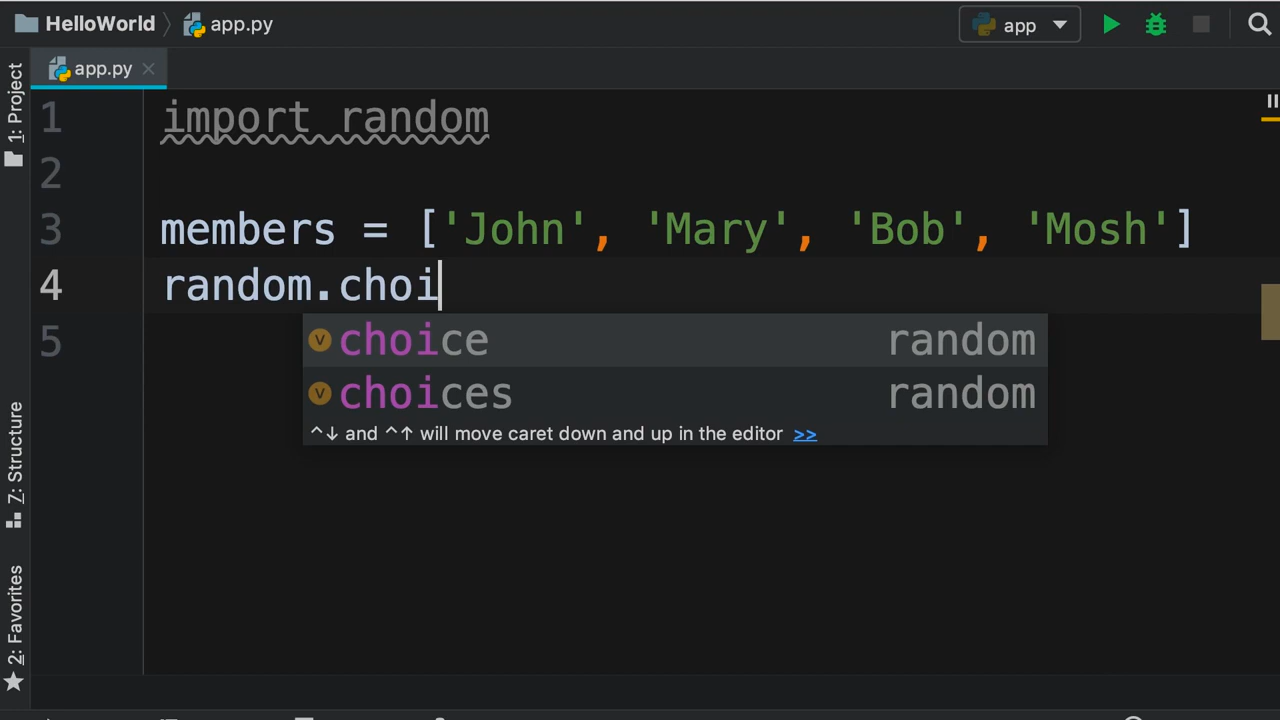 HelloWorld app.py app
app.py
1: Project
7: Structure
2: Favorites
1 import random
2
3 members = ['John', 'Mary', 'Bob', 'Mosh']
4 random.choi
5
V choice random
V choices random
^↓ and ^↑ will move caret down and up in the editor >>